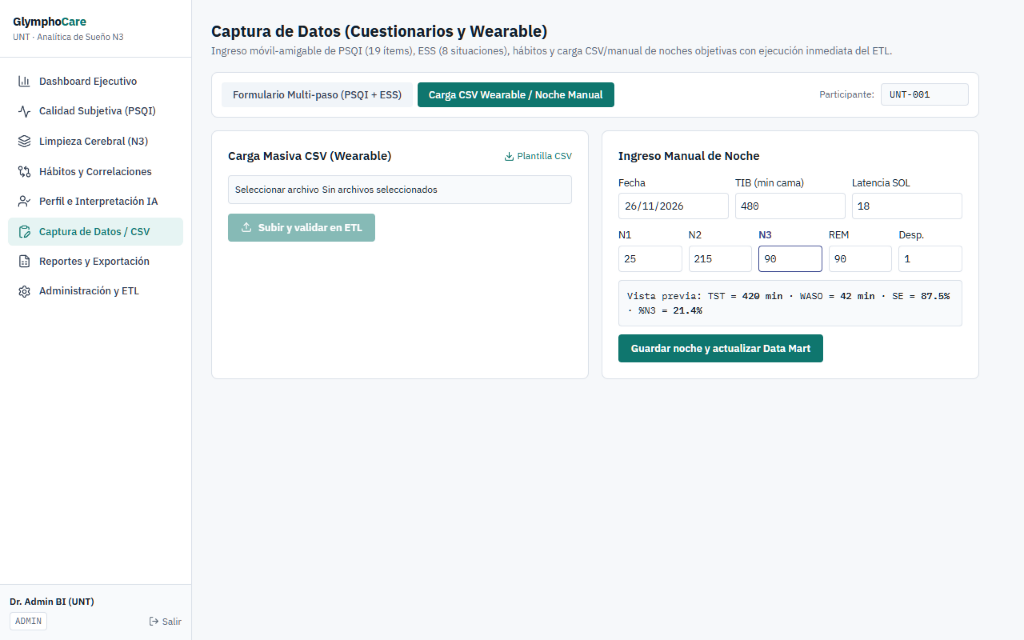 GlymphoCare
UNT · Analítica de Sueño N3
Dashboard Ejecutivo
Calidad Subjetiva (PSQI)
Limpieza Cerebral (N3)
Hábitos y Correlaciones
Perfil e Interpretación IA
Captura de Datos / CSV
Reportes y Exportación
Administración y ETL
Dr. Admin BI (UNT)
ADMIN
Salir
Captura de Datos (Cuestionarios y Wearable)
Ingreso móvil-amigable de PSQI (19 ítems), ESS (8 situaciones), hábitos y carga CSV/manual de noches objetivas con ejecución inmediata del ETL.
Formulario Multi-paso (PSQI + ESS)
Carga CSV Wearable / Noche Manual
Participante:
UNT-001
Carga Masiva CSV (Wearable)
Plantilla CSV
Seleccionar archivo Sin archivos seleccionados
Subir y validar en ETL
Ingreso Manual de Noche
Fecha TIB (min cama) Latencia SOL
26/11/2026 480 18
N1 N2 N3 REM Desp.
25 215 90 90 1
Vista previa: TST = 420 min · WASO = 42 min · SE = 87.5%
· %N3 = 21.4%
Guardar noche y actualizar Data Mart